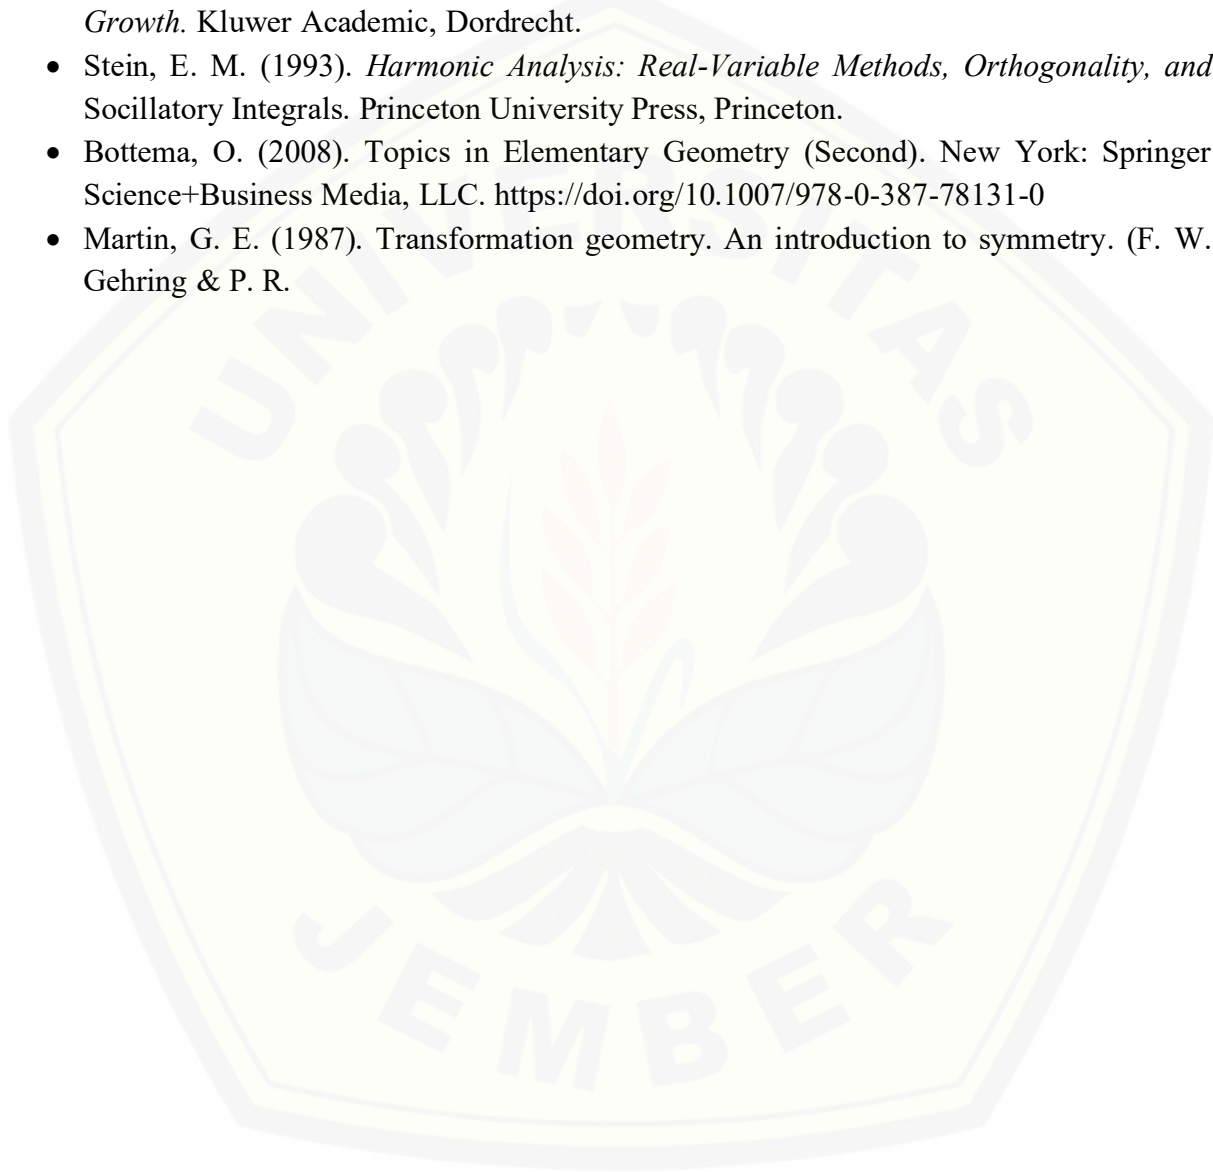 Growth. Kluwer Academic, Dordrecht.
• Stein, E. M. (1993). Harmonic Analysis: Real-Variable Methods, Orthogonality, and
Socillatory Integrals. Princeton University Press, Princeton.
• Bottema, O. (2008). Topics in Elementary Geometry (Second). New York: Springer
Science+Business Media, LLC. https://doi.org/10.1007/978-0-387-78131-0
• Martin, G. E. (1987). Transformation geometry. An introduction to symmetry. (F. W.
Gehring & P. R.
UNIVERSITAS
JEMBER